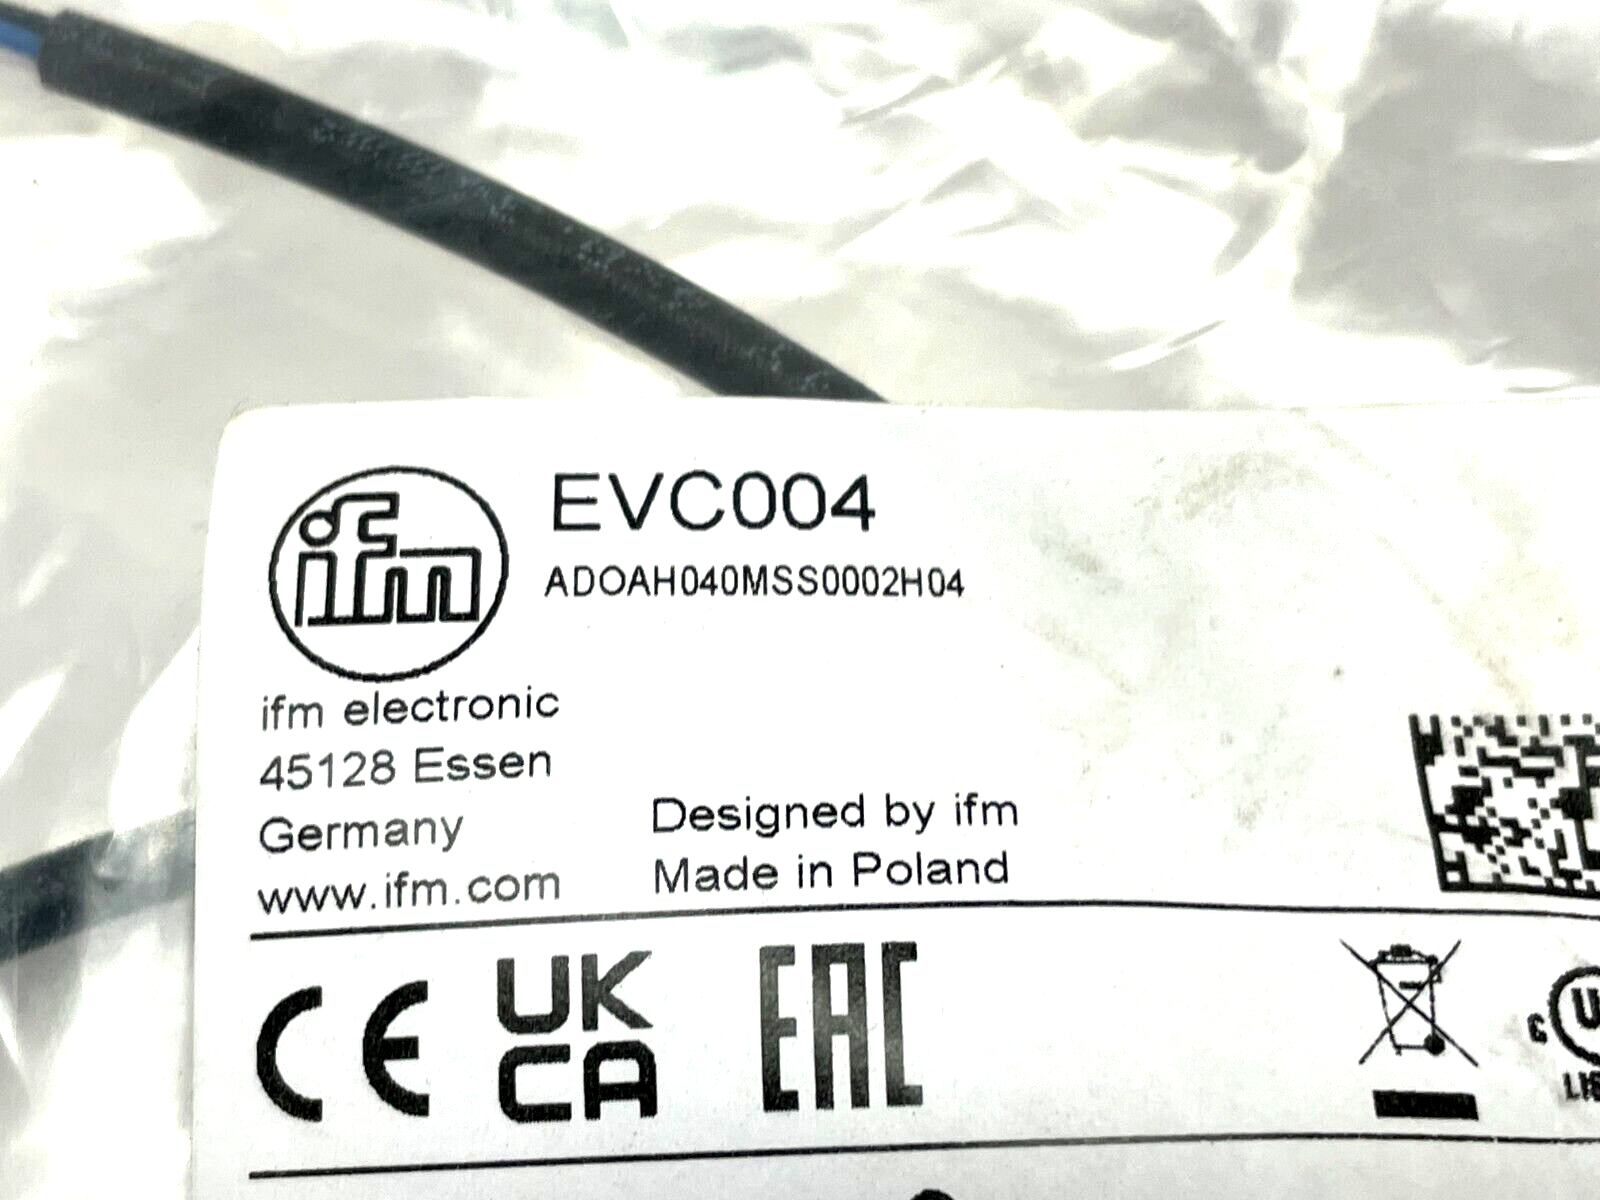 ifm
EVC004
ADOAH040MSS0002H04
ifm electronic
45128 Essen
Germany
www.ifm.com
Designed by ifm
Made in Poland
CE
UK
CA
EAC